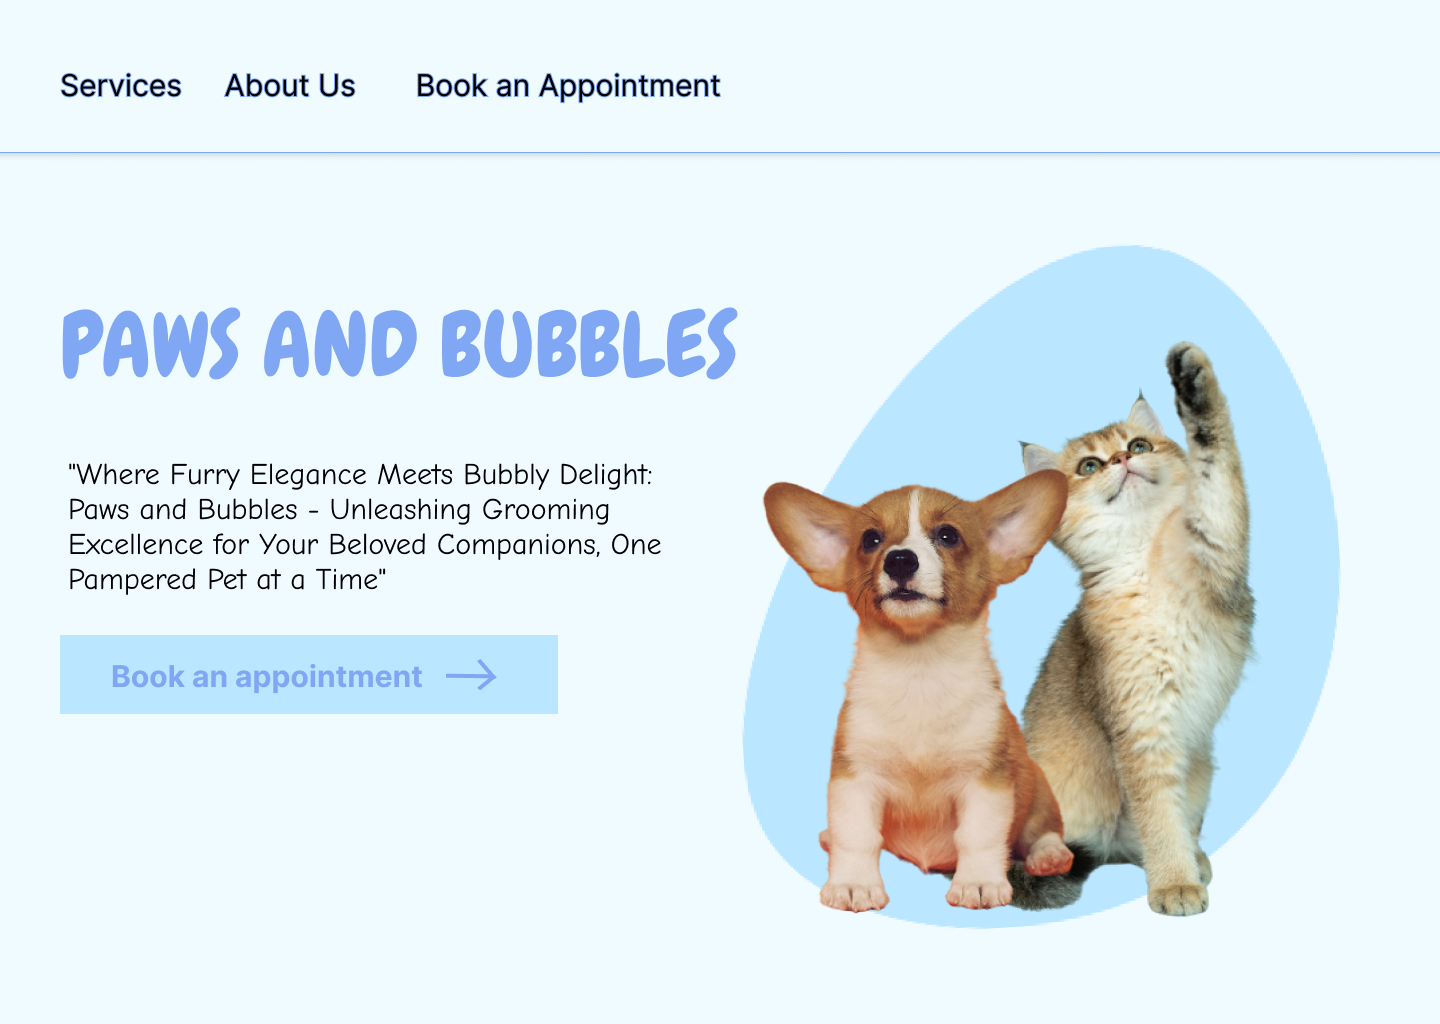 Services About Us Book an Appointment
PAWS AND BUBBLES
"Where Furry Elegance Meets Bubbly Delight:
Paws and Bubbles - Unleashing Grooming
Excellence for Your Beloved Companions, One
Pampered Pet at a Time"
Book an appointment